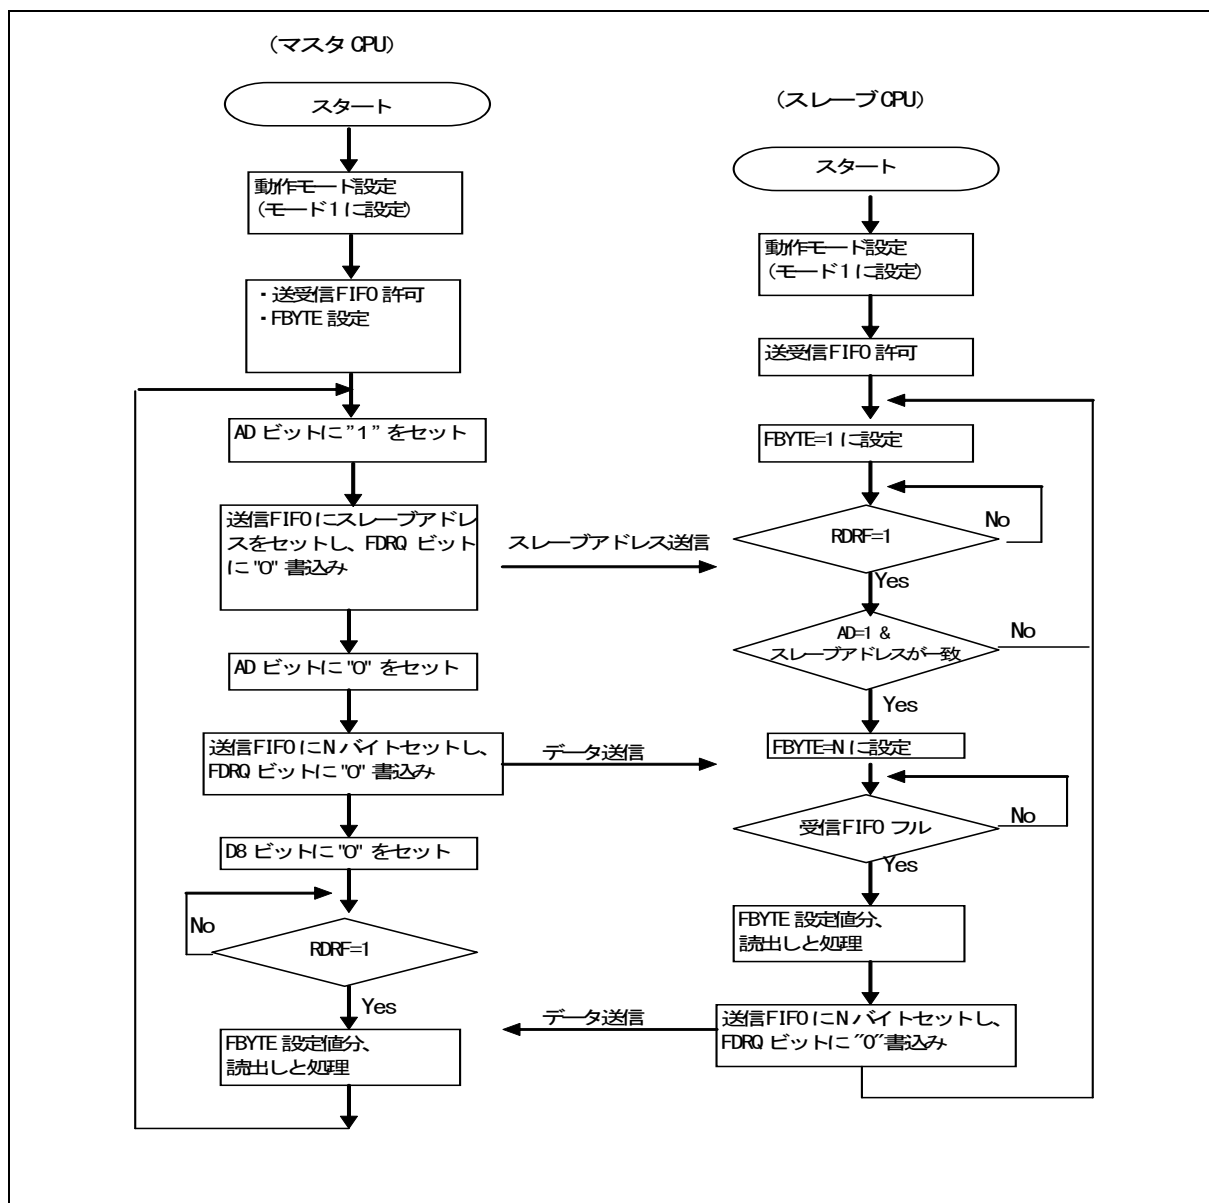 (マスタ CPU)
スタート
動作モード設定
(モード1に設定)
・送受信FIFO 許可
・FBYTE 設定
AD ビットに "1" をセット
送信FIFOにスレーブアドレ
スをセットし、FDRQ ビット
に "0" 書込み
スレーブアドレス送信
AD ビットに "0" をセット
送信FIFOにNバイトセットし、
FDRQ ビットに "0" 書込み
データ送信
D8 ビットに "0" をセット
No
RDRF=1
Yes
FBYTE 設定値分、
読出しと処理
(スレーブCPU)
スタート
動作モード設定
(モード1に設定)
送受信FIFO 許可
FBYTE=1 に設定
RDRF=1
No
Yes
AD=1 &
スレーブアドレスが一致
No
Yes
FBYTE=N に設定
受信FIFO フル
No
Yes
FBYTE 設定値分、
読出しと処理
データ送信
送信FIFOにNバイトセットし、
FDRQ ビットに "0"書込み